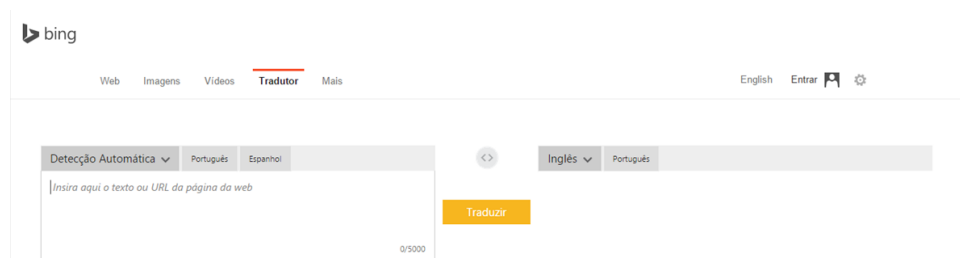 bing
Web Imagens Vídeos Tradutor Mais English Entrar
Detecção Automática Português Espanhol Inglês Português
Insira aqui o texto ou URL da página da web
Traduzir
0/5000